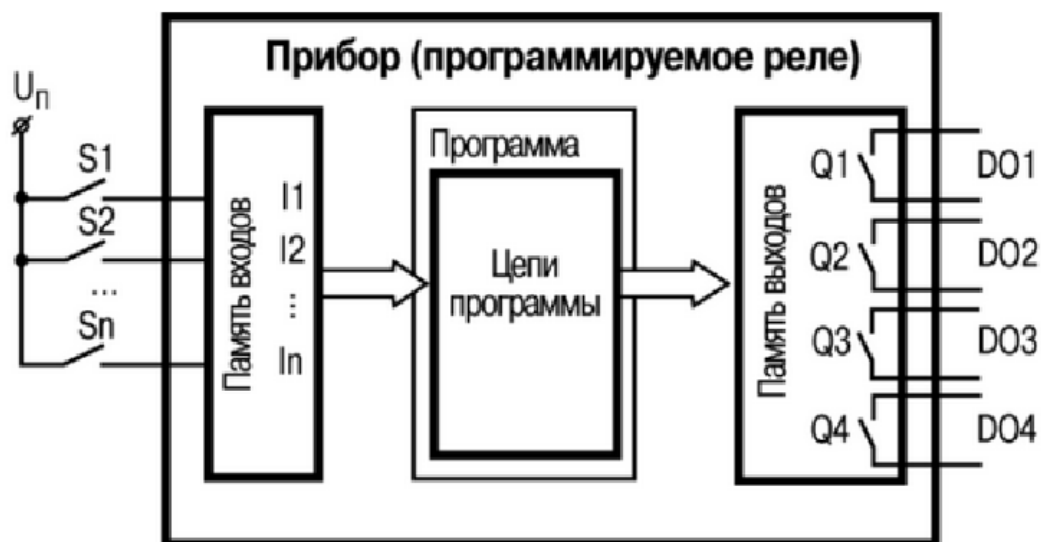 Прибор (программируемое реле)
Uп
S1
S2
...
Sn
Память входов
I1
I2
...
In
Программа
Цепи
программы
Память выходов
Q1
Q2
Q3
Q4
DO1
DO2
DO3
DO4